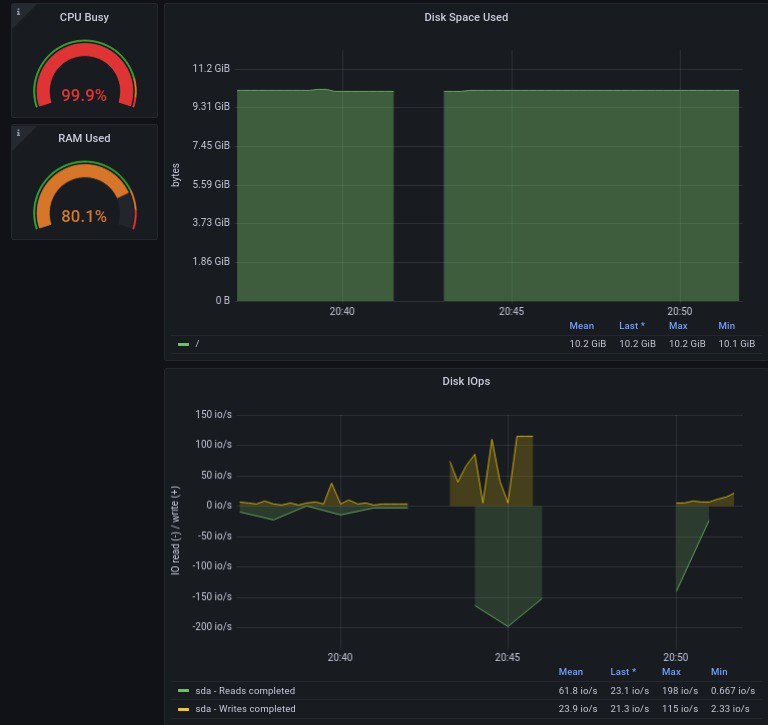 CPU Busy
99.9%
RAM Used
80.1%
Disk Space Used
bytes
11.2 GiB
9.31 GiB
7.45 GiB
5.59 GiB
3.73 GiB
1.86 GiB
0 B
20:40 20:45 20:50
Mean Last * Max Min
/ 10.2 GiB 10.2 GiB 10.2 GiB 10.1 GiB
Disk IOps
IO read (-) / write (+)
150 io/s
100 io/s
50 io/s
0 io/s
-50 io/s
-100 io/s
-150 io/s
-200 io/s
20:40 20:45 20:50
Mean Last * Max Min
sda - Reads completed 61.8 io/s 23.1 io/s 198 io/s 0.667 io/s
sda - Writes completed 23.9 io/s 21.3 io/s 115 io/s 2.33 io/s